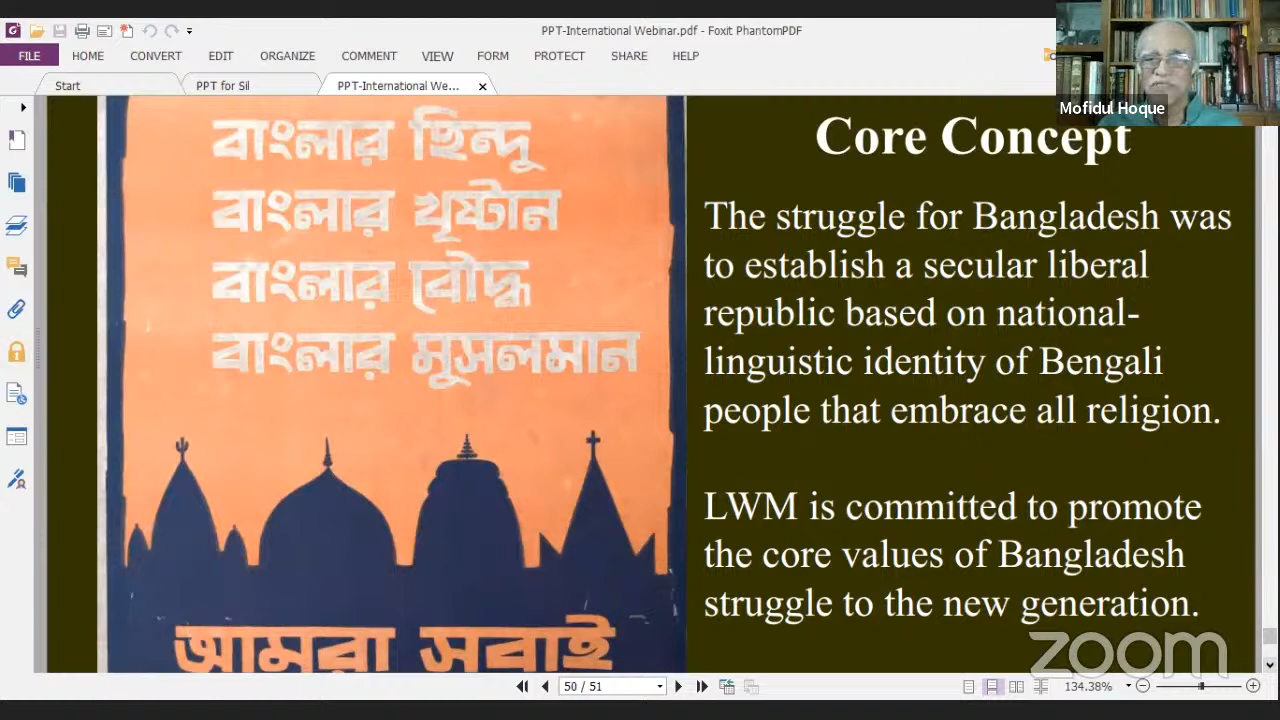 PPT-International Webinar.pdf - Foxit PhantomPDF
FILE HOME CONVERT EDIT ORGANIZE COMMENT VIEW FORM PROTECT SHARE HELP
Start PPT for Sil PPT-International We...
Mofidul Hoque
বাংলার হিন্দু
বাংলার খৃষ্টান
বাংলার বৌদ্ধ
বাংলার মুসলমান
আমরা সবাই
Core Concept
The struggle for Bangladesh was
to establish a secular liberal
republic based on national-
linguistic identity of Bengali
people that embrace all religion.
LWM is committed to promote
the core values of Bangladesh
struggle to the new generation.
zoom
50 / 51
134.38%